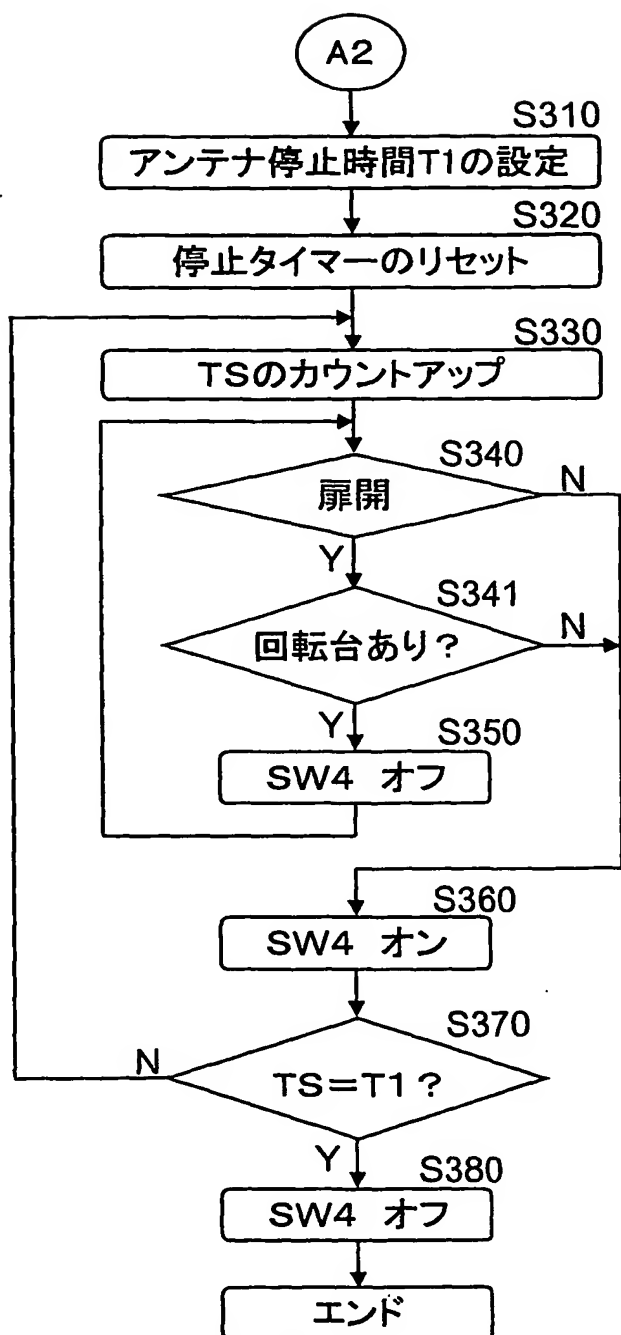 A2
S310
アンテナ停止時間T1の設定
S320
停止タイマーのリセット
S330
TSのカウントアップ
S340
扉開
N
Y
S341
回転台あり?
N
Y
S350
SW4 オフ
S360
SW4 オン
S370
N
TS=T1?
Y
S380
SW4 オフ
エンド